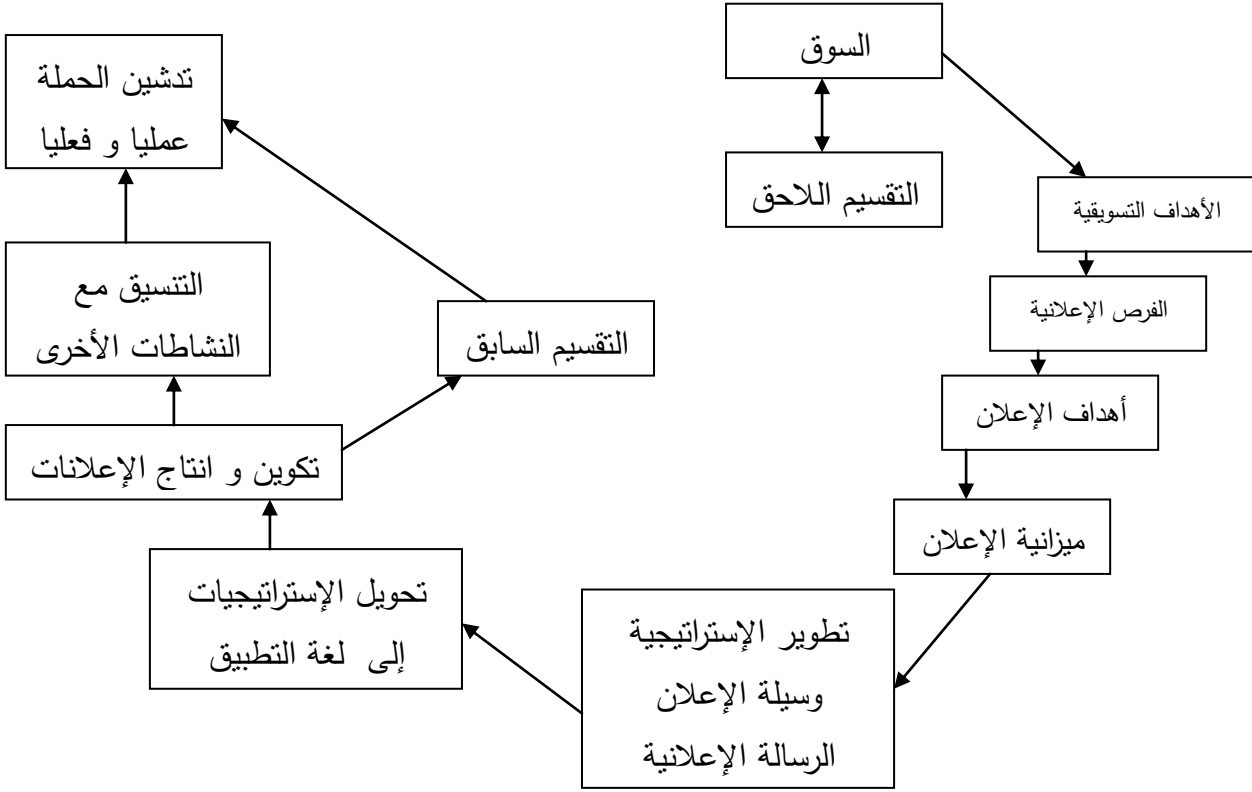 السوق
التقسيم اللاحق
الأهداف التسويقية
الفرص الإعلانية
أهداف الإعلان
ميزانية الإعلان
تطوير الإستراتيجية
وسيلة الإعلان
الرسالة الإعلانية
تحويل الإستراتيجيات
إلى لغة التطبيق
تكوين و انتاج الإعلانات
التقسيم السابق
التنسيق مع
النشاطات الأخرى
تدشين الحملة
عمليا و فعليا